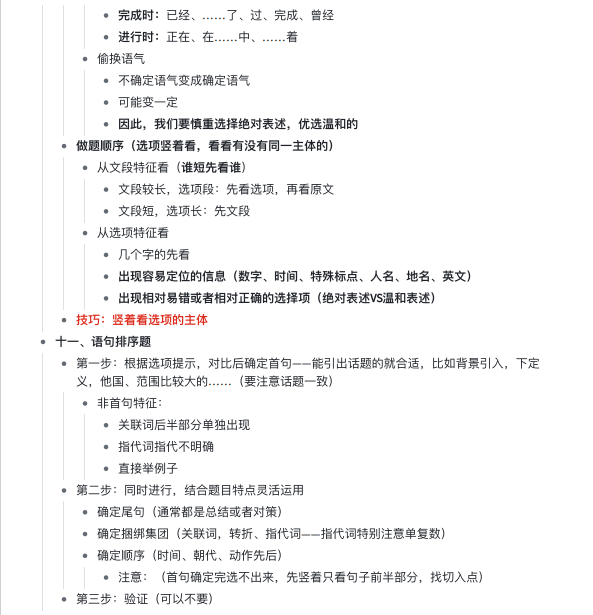 完成时：已经、……了、过、完成、曾经
进行时：正在、在……中、……着
偷换语气
不确定语气变成确定语气
可能变一定
因此，我们要慎重选择绝对表述，优选温和的
做题顺序（选项竖着看，看看有没有同一主体的）
从文段特征看（谁短先看谁）
文段较长，选项段：先看选项，再看原文
文段短，选项长：先文段
从选项特征看
几个字的先看
出现容易定位的信息（数字、时间、特殊标点、人名、地名、英文）
出现相对易错或者相对正确的选择项（绝对表述VS温和表述）
技巧：竖着看选项的主体
十一、语句排序题
第一步：根据选项提示，对比后确定首句——能引出话题的就合适，比如背景引入，下定
义，他国、范围比较大的……（要注意话题一致）
非首句特征：
关联词后半部分单独出现
指代词指代不明确
直接举例子
第二步：同时进行，结合题目特点灵活运用
确定尾句（通常都是总结或者对策）
确定捆绑集团（关联词，转折、指代词——指代词特别注意单复数）
确定顺序（时间、朝代、动作先后）
注意：（首句确定完选不出来，先竖着只看句子前半部分，找切入点）
第三步：验证（可以不要）